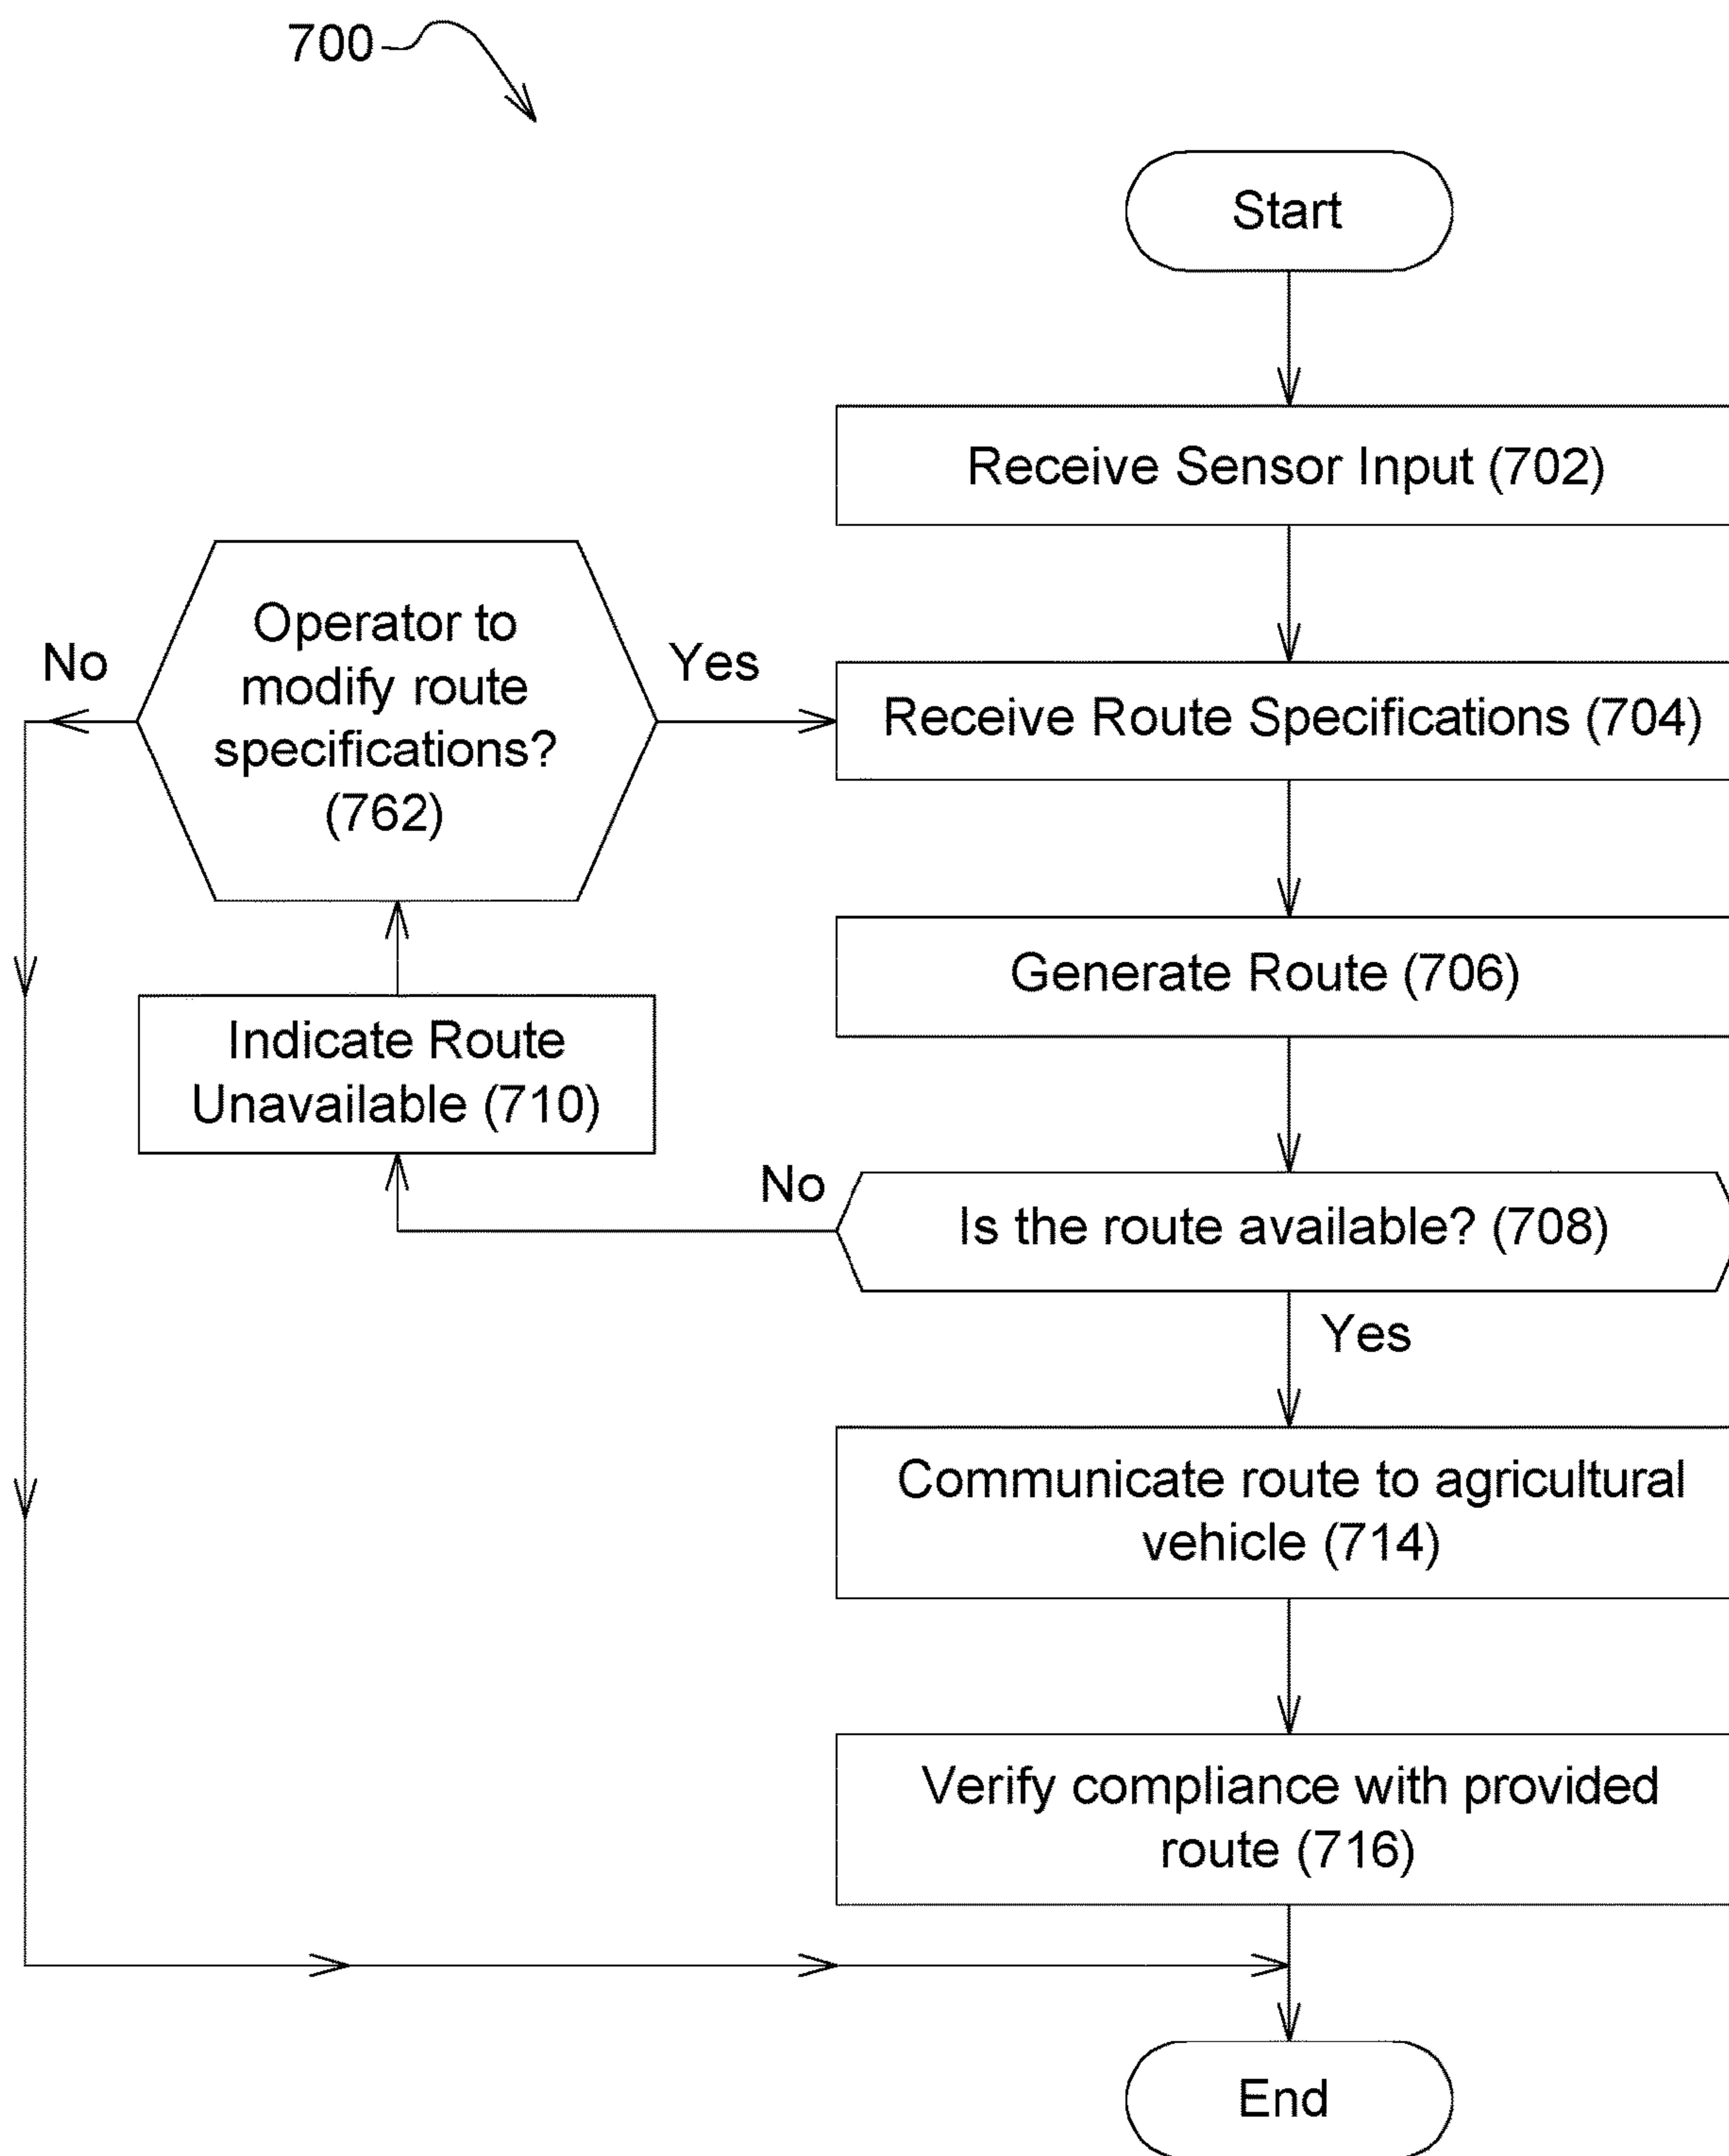 700
Start
Receive Sensor Input (702)
Operator to
modify route
specifications?
(762)
No
Yes
Receive Route Specifications (704)
Generate Route (706)
Indicate Route
Unavailable (710)
No
Is the route available? (708)
Yes
Communicate route to agricultural
vehicle (714)
Verify compliance with provided
route (716)
End